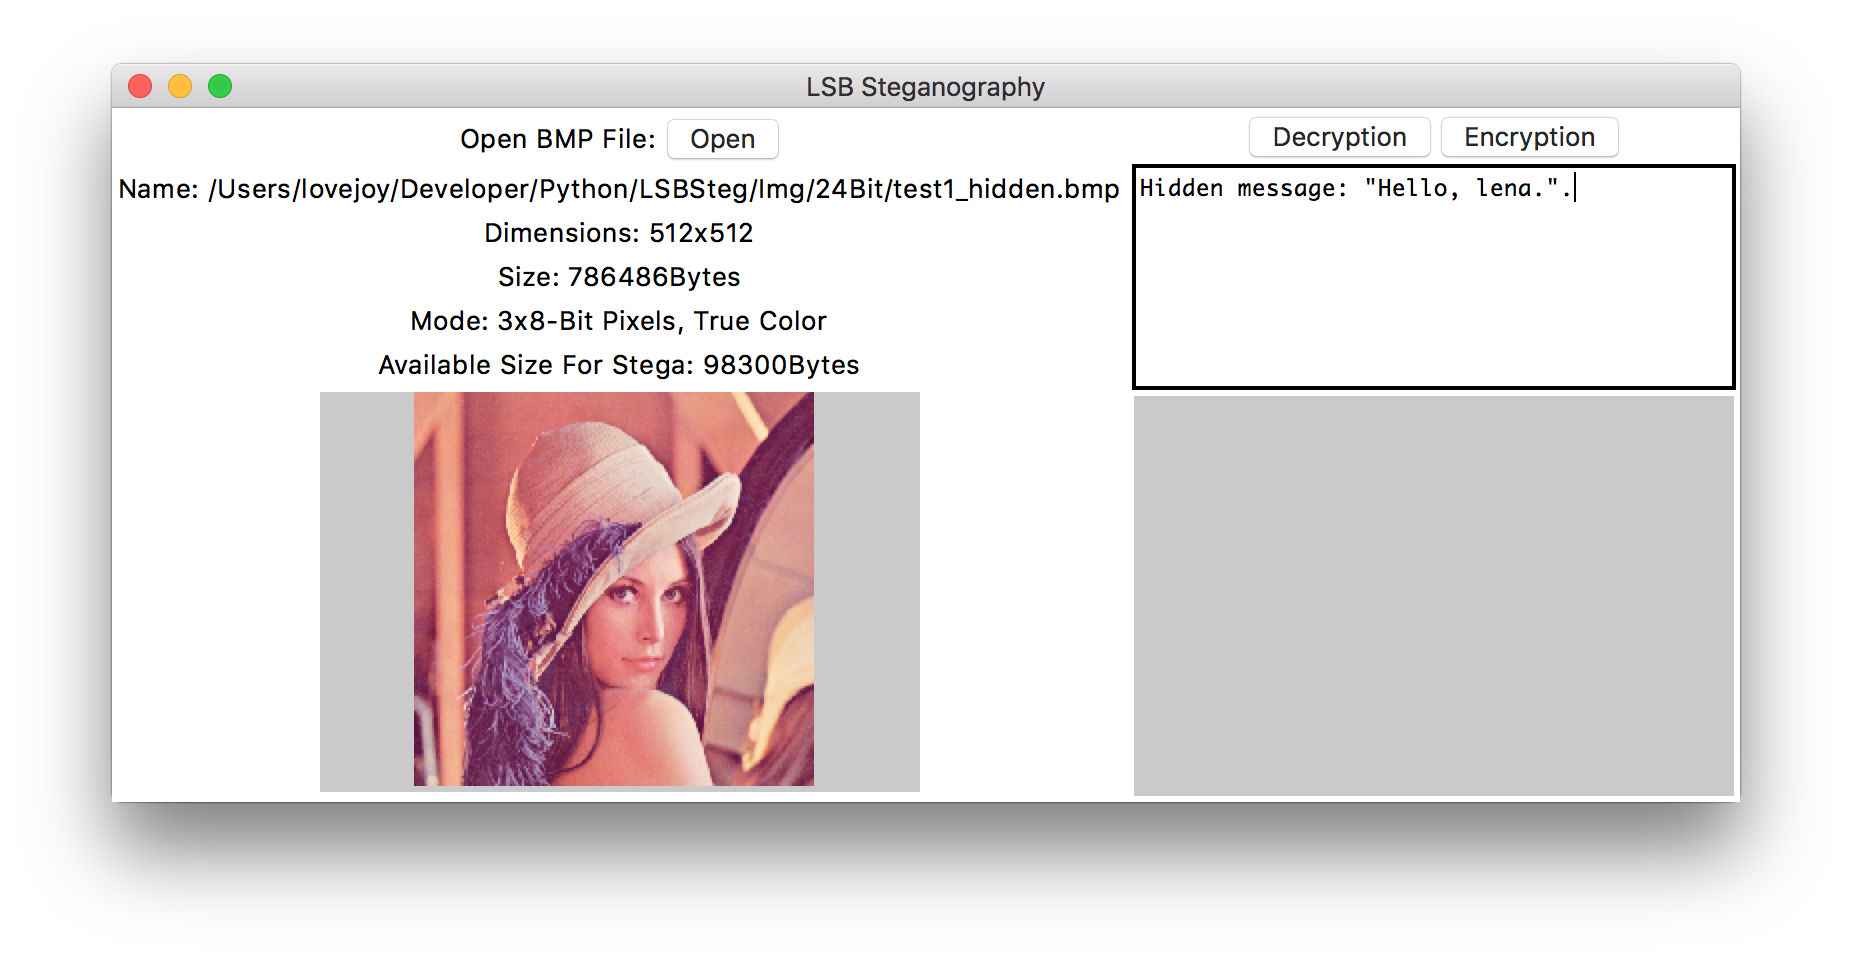 LSB Steganography
Open BMP File: Open
Name: /Users/lovejoy/Developer/Python/LSBSteg/Img/24Bit/test1_hidden.bmp
Dimensions: 512x512
Size: 786486Bytes
Mode: 3x8-Bit Pixels, True Color
Available Size For Stega: 98300Bytes
Decryption Encryption
Hidden message: "Hello, lena.".